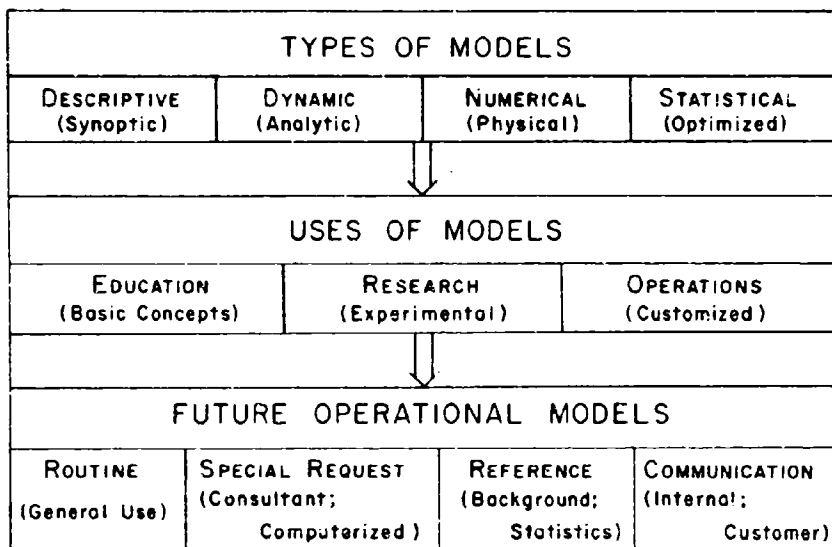 TYPES OF MODELS
DESCRIPTIVE DYNAMIC NUMERICAL STATISTICAL
(Synoptic) (Analytic) (Physical) (Optimized)
USES OF MODELS
EDUCATION RESEARCH OPERATIONS
(Basic Concepts) (Experimental) (Customized)
FUTURE OPERATIONAL MODELS
ROUTINE SPECIAL REQUEST REFERENCE COMMUNICATION
(General Use) (Consultant; (Background; (Internal;
Computerized) Statistics) Customer)